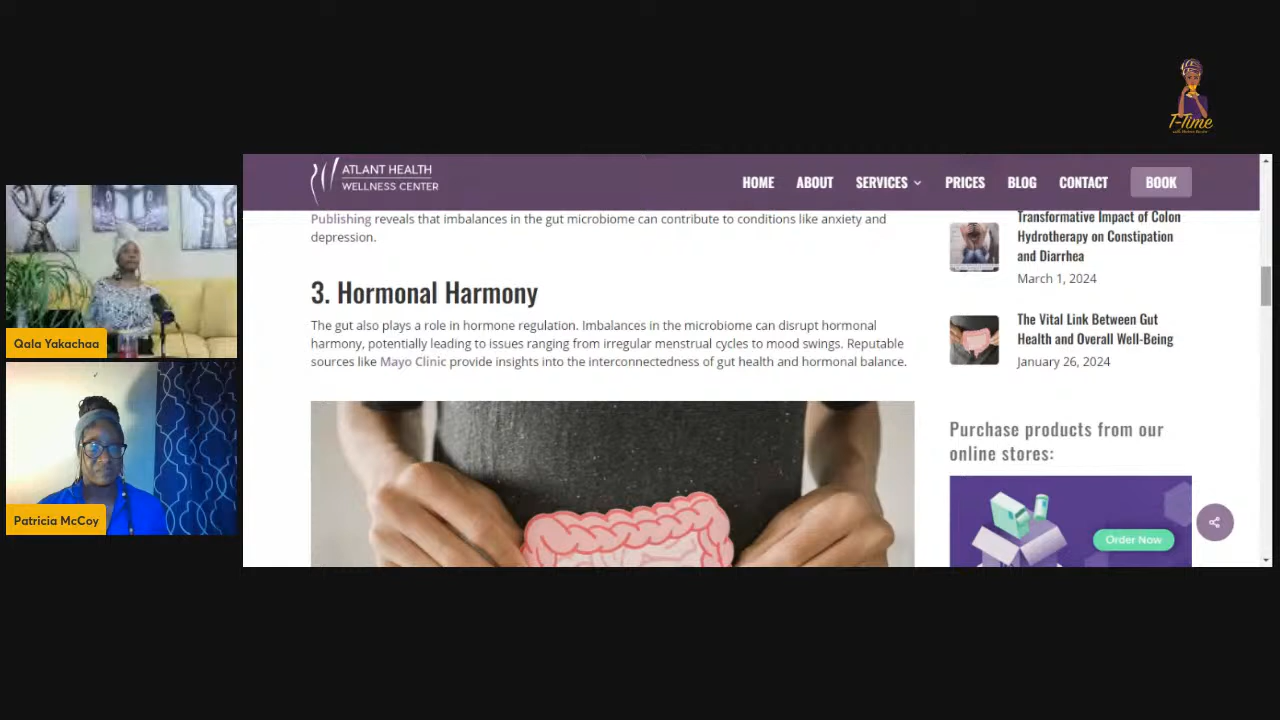 T-Time
ATLANT HEALTH
WELLNESS CENTER
HOME
ABOUT
SERVICES
PRICES
BLOG
CONTACT
BOOK
Publishing reveals that imbalances in the gut microbiome can contribute to conditions like anxiety and
depression.
3. Hormonal Harmony
The gut also plays a role in hormone regulation. Imbalances in the microbiome can disrupt hormonal
harmony, potentially leading to issues ranging from irregular menstrual cycles to mood swings. Reputable
sources like Mayo Clinic provide insights into the interconnectedness of gut health and hormonal balance.
Transformative Impact of Colon
Hydrotherapy on Constipation
and Diarrhea
March 1, 2024
The Vital Link Between Gut
Health and Overall Well-Being
January 26, 2024
Purchase products from our
online stores:
Order Now
Qala Yakachaa
Patricia McCoy